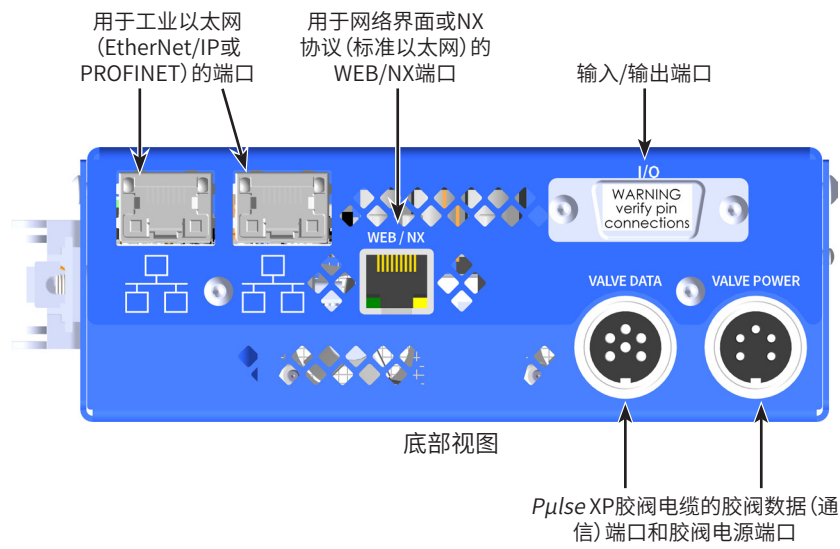 用于工业以太网
（EtherNet/IP或
PROFINET）的端口
用于网络界面或NX
协议（标准以太网）的
WEB/NX端口
输入/输出端口
I/O
WARNING
verify pin
connections
WEB / NX
VALVE DATA
VALVE POWER
底部视图
Pµlse XP胶阀电缆的胶阀数据（通
信）端口和胶阀电源端口